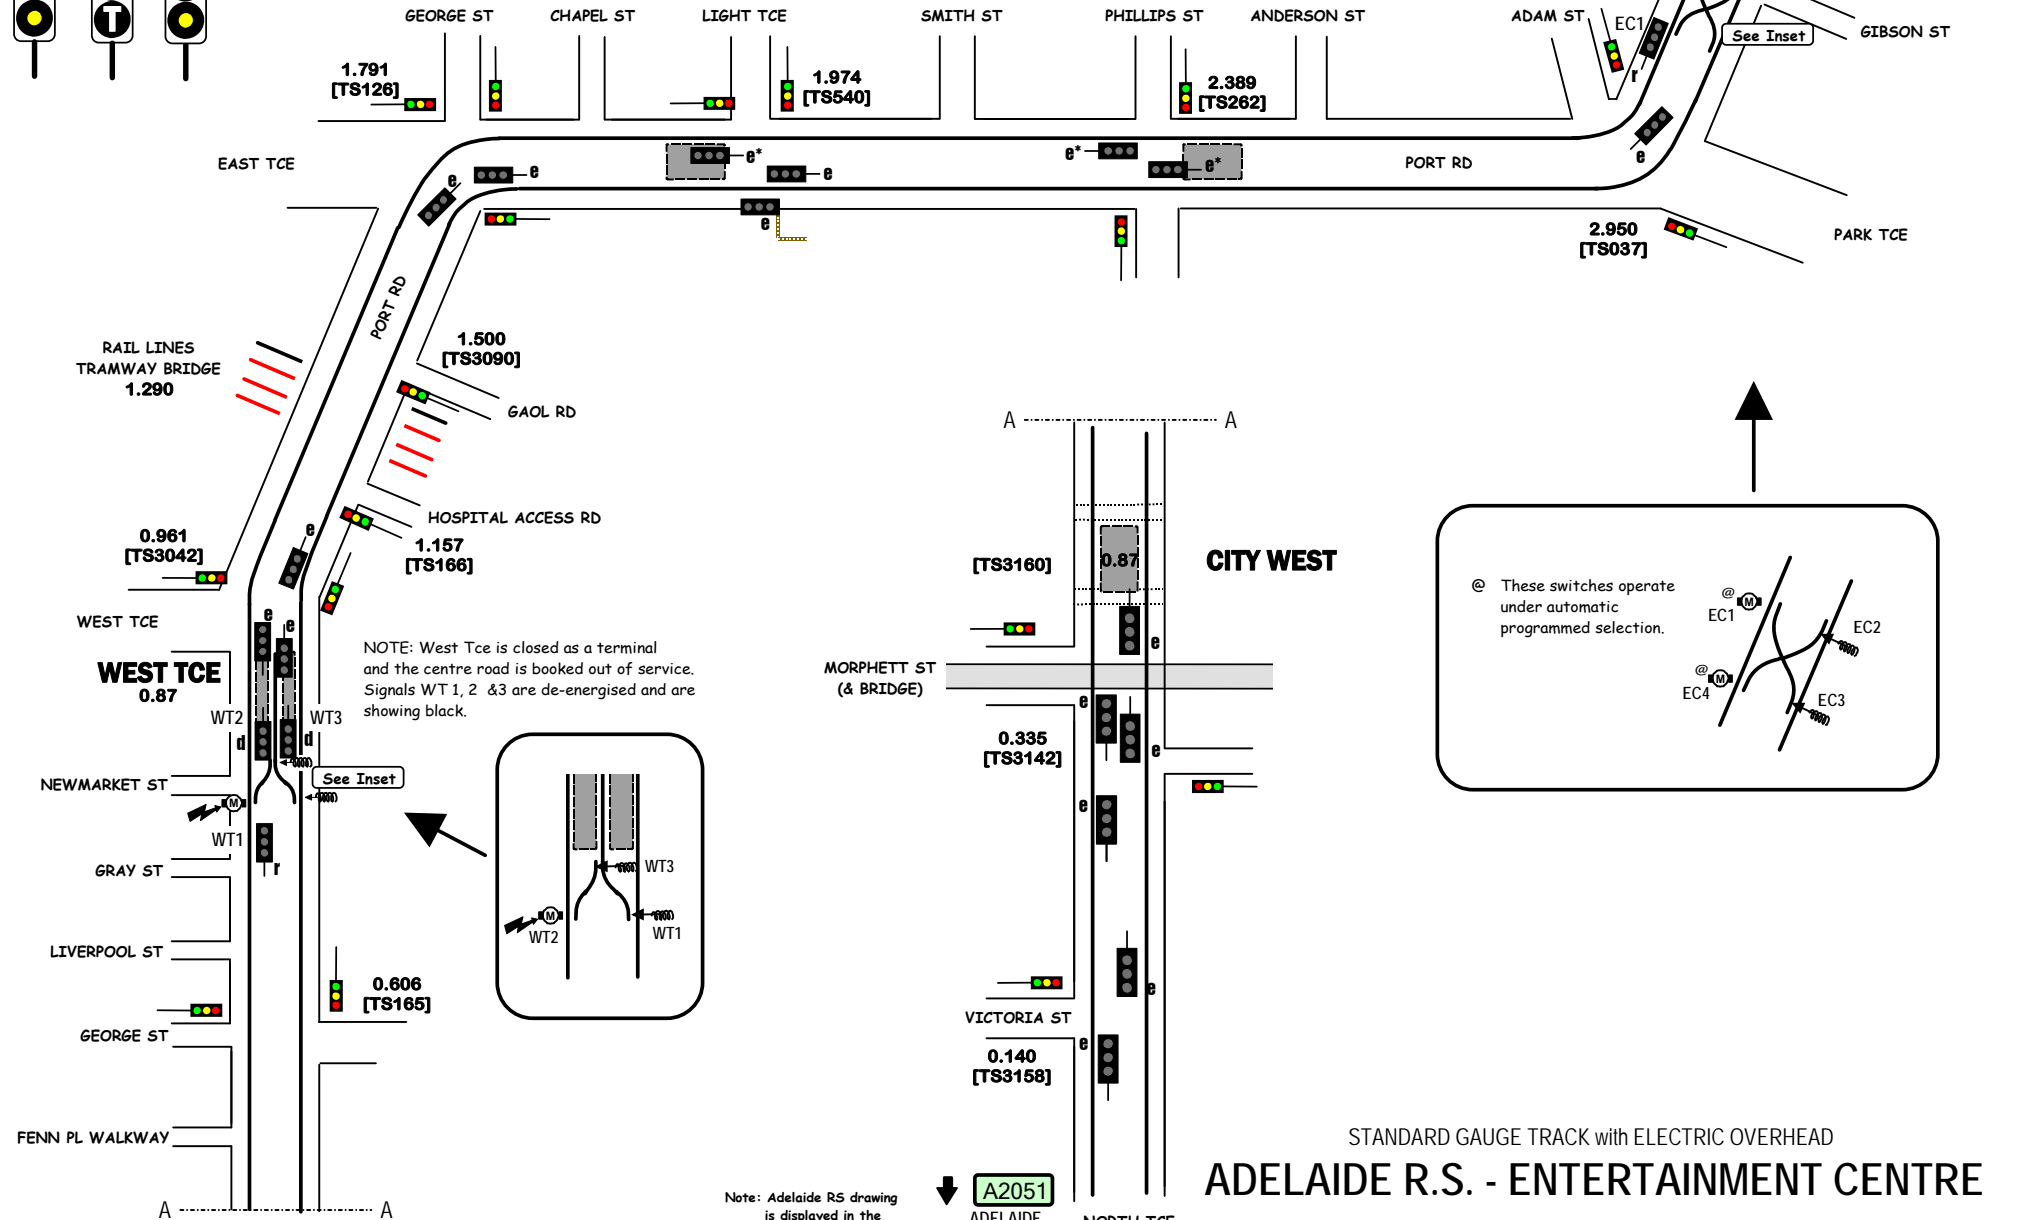 T
GEORGE ST
CHAPEL ST
LIGHT TCE
SMITH ST
PHILLIPS ST
ANDERSON ST
ADAM ST
EC1
r
See Inset
GIBSON ST
1.791
[TS126]
1.974
[TS540]
2.389
[TS262]
EAST TCE
e
e
e*
e
e*
e*
PORT RD
e
e
2.950
[TS037]
PARK TCE
PORT RD
RAIL LINES
TRAMWAY BRIDGE
1.290
1.500
[TS3090]
GAOL RD
HOSPITAL ACCESS RD
1.157
[TS166]
0.961
[TS3042]
e
WEST TCE
e
e
WEST TCE
0.87
NOTE: West Tce is closed as a terminal
and the centre road is booked out of service.
Signals WT 1, 2 &3 are de-energised and are
showing black.
WT2
WT3
d
d
See Inset
NEWMARKET ST
M
WT1
r
GRAY ST
LIVERPOOL ST
GEORGE ST
FENN PL WALKWAY
0.606
[TS165]
WT3
M
WT2
WT1
A
A
A
A
[TS3160]
0.87
CITY WEST
e
MORPHETT ST
(& BRIDGE)
e
e
0.335
[TS3142]
e
e
VICTORIA ST
e
0.140
[TS3158]
@ These switches operate
under automatic
programmed selection.
@
M
EC1
EC2
@
M
EC4
EC3
STANDARD GAUGE TRACK with ELECTRIC OVERHEAD
ADELAIDE R.S. - ENTERTAINMENT CENTRE
Note: Adelaide RS drawing
is displayed in the
A2051
ADELAIDE
NORTH TCE